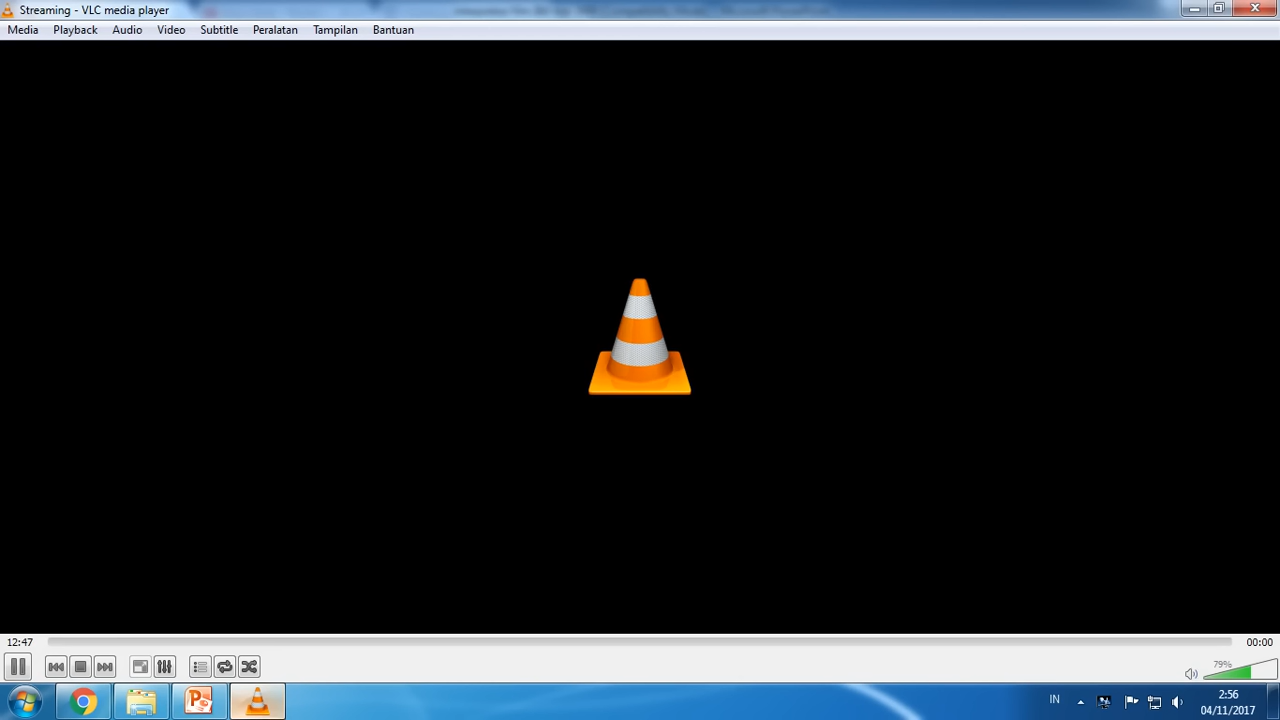 Streaming - VLC media player
Media Playback Audio Video Subtitle Peralatan Tampilan Bantuan
12:47 00:00
79%
IN 2:56
04/11/2017